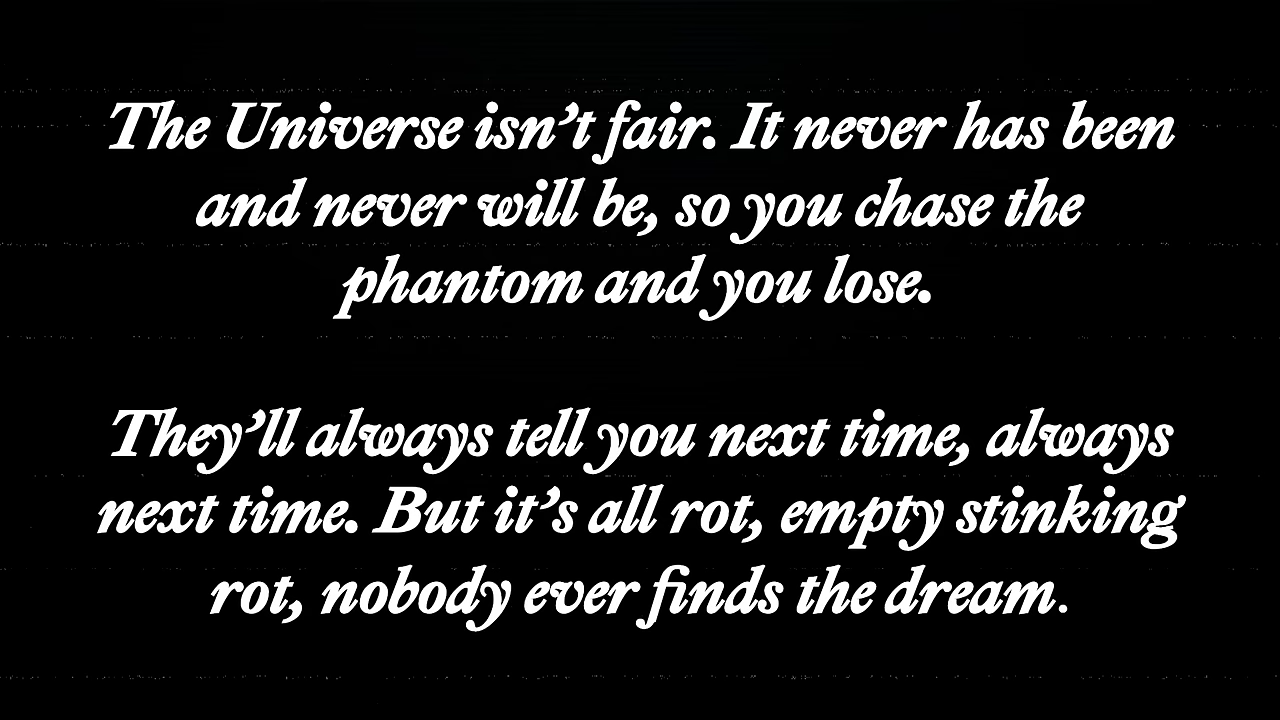 The Universe isn’t fair. It never has been
and never will be, so you chase the
phantom and you lose.
They’ll always tell you next time, always
next time. But it’s all rot, empty stinking
rot, nobody ever finds the dream.